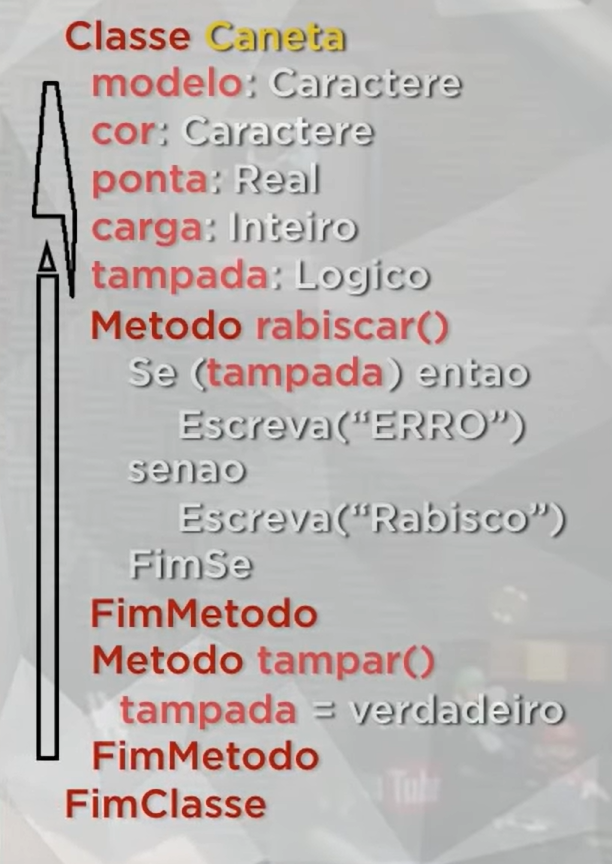 Classe Caneta
modelo: Caractere
cor: Caractere
ponta: Real
carga: Inteiro
tampada: Logico
Metodo rabiscar()
Se (tampada) entao
Escreva(“ERRO”)
senao
Escreva(“Rabisco”)
FimSe
FimMetodo
Metodo tampar()
tampada = verdadeiro
FimMetodo
FimClasse